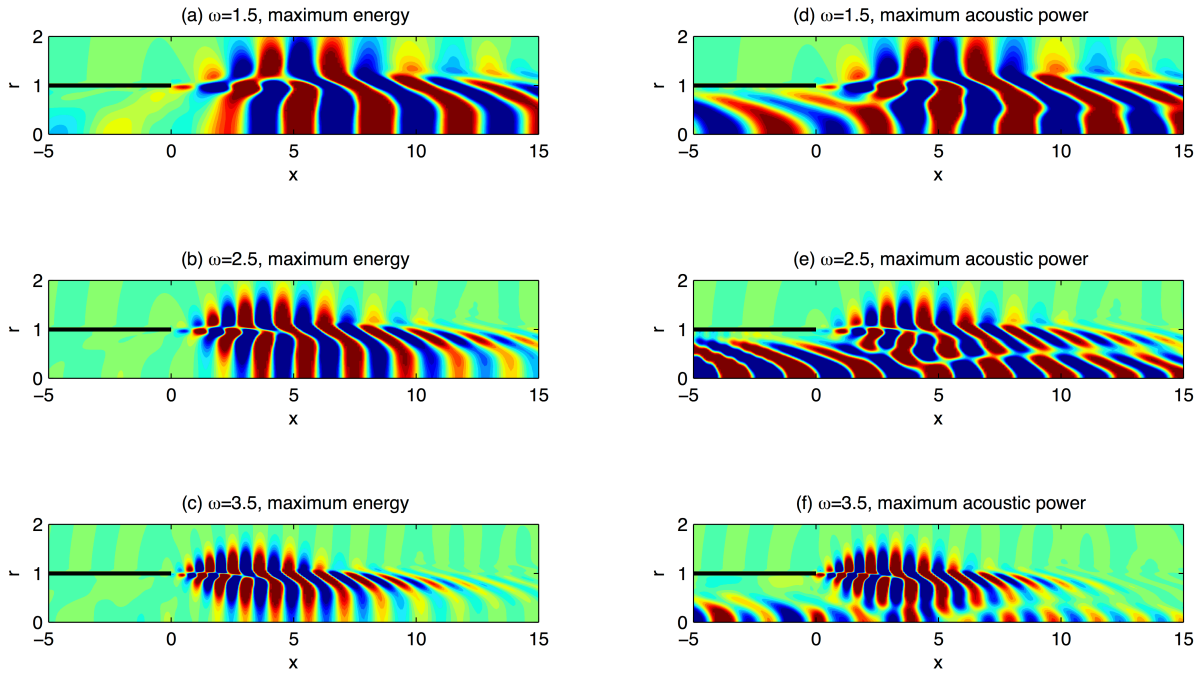 (a) ω=1.5, maximum energy
2
1
0
r
−5 0 5 10 15
x
(d) ω=1.5, maximum acoustic power
2
1
0
r
−5 0 5 10 15
x
(b) ω=2.5, maximum energy
2
1
0
r
−5 0 5 10 15
x
(e) ω=2.5, maximum acoustic power
2
1
0
r
−5 0 5 10 15
x
(c) ω=3.5, maximum energy
2
1
0
r
−5 0 5 10 15
x
(f) ω=3.5, maximum acoustic power
2
1
0
r
−5 0 5 10 15
x